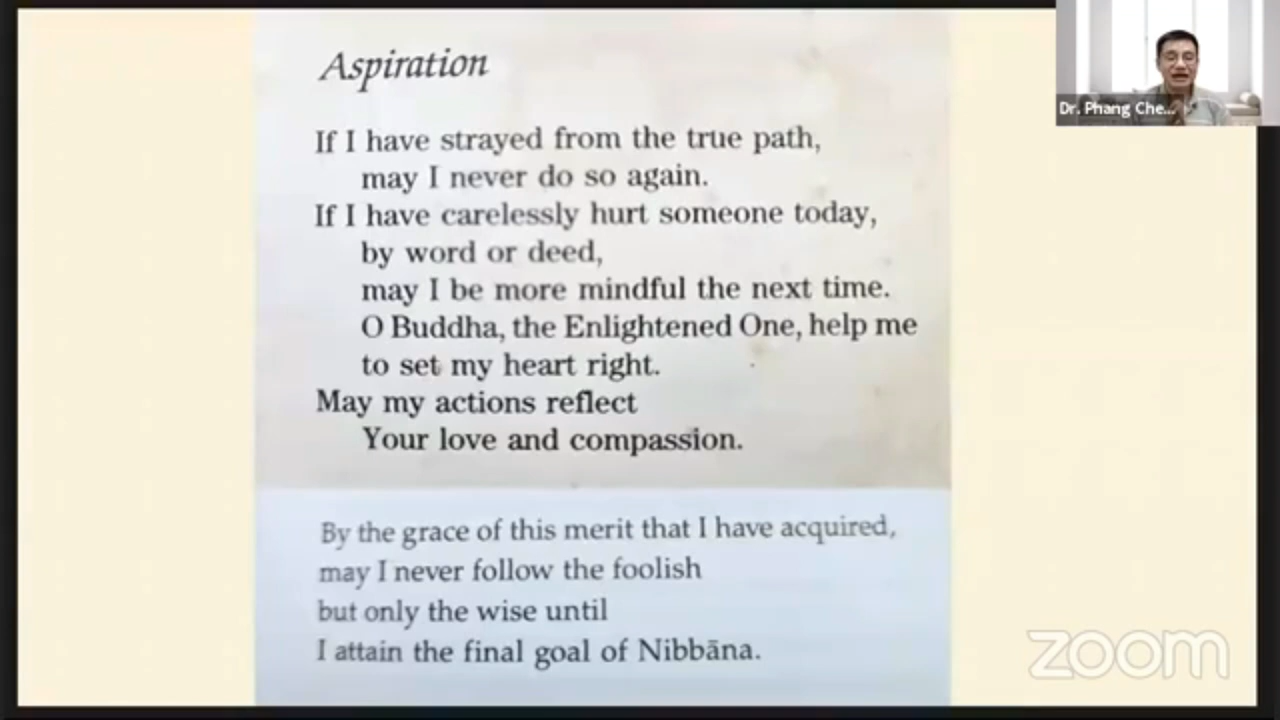 Aspiration
If I have strayed from the true path,
may I never do so again.
If I have carelessly hurt someone today,
by word or deed,
may I be more mindful the next time.
O Buddha, the Enlightened One, help me
to set my heart right.
May my actions reflect
Your love and compassion.
By the grace of this merit that I have acquired,
may I never follow the foolish
but only the wise until
I attain the final goal of Nibbāna.
Dr. Phang Che...
zoom